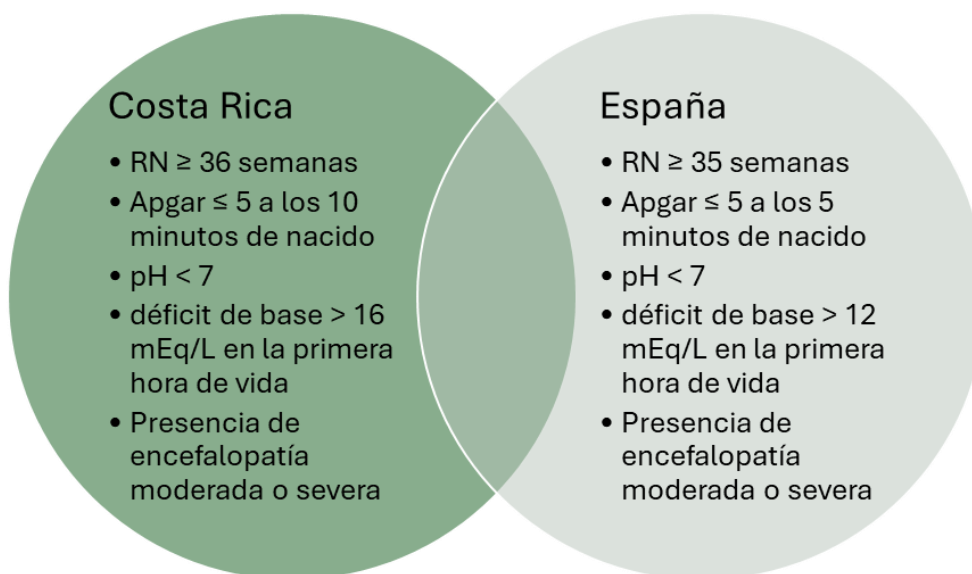 Costa Rica
• RN ≥ 36 semanas
• Apgar ≤ 5 a los 10
minutos de nacido
• pH < 7
• déficit de base > 16
mEq/L en la primera
hora de vida
• Presencia de
encefalopatía
moderada o severa
España
• RN ≥ 35 semanas
• Apgar ≤ 5 a los 5
minutos de nacido
• pH < 7
• déficit de base > 12
mEq/L en la primera
hora de vida
• Presencia de
encefalopatía
moderada o severa